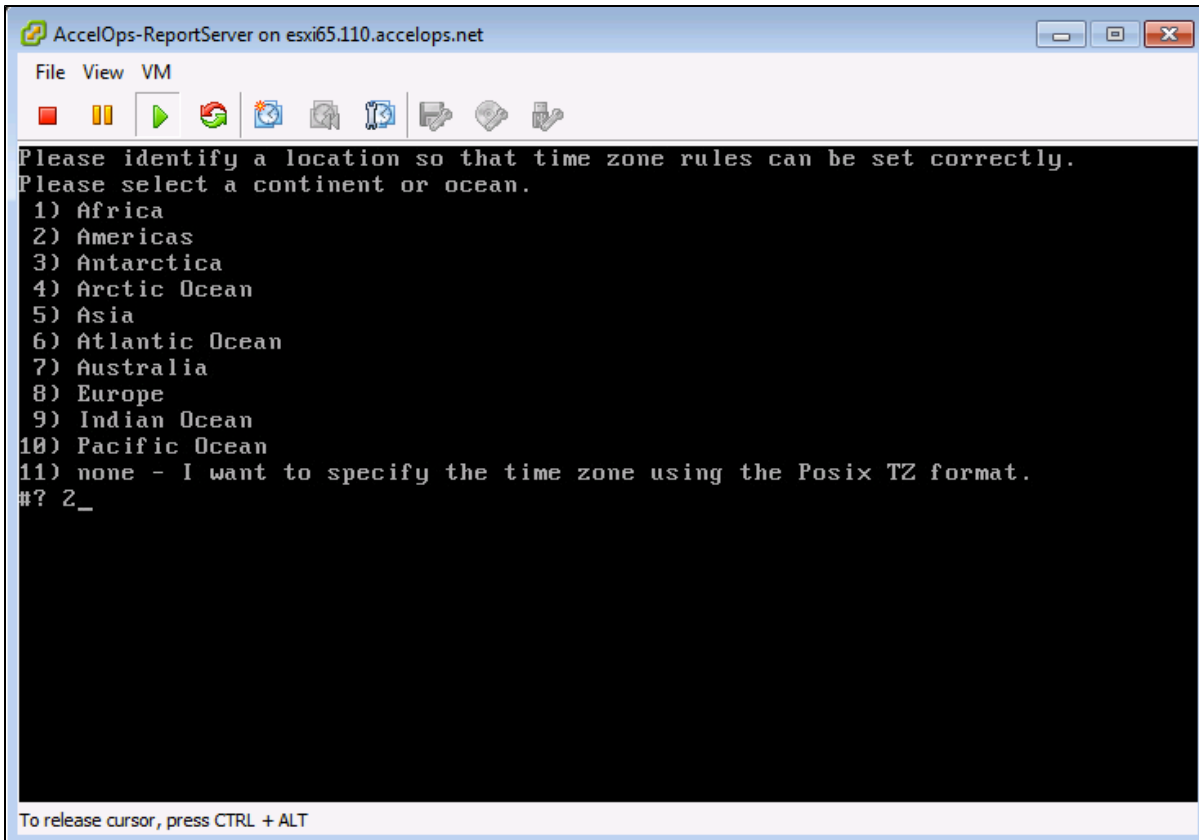 AccelOps-ReportServer on esxi65.110.accelops.net
File View VM
Please identify a location so that time zone rules can be set correctly.
Please select a continent or ocean.
1) Africa
2) Americas
3) Antarctica
4) Arctic Ocean
5) Asia
6) Atlantic Ocean
7) Australia
8) Europe
9) Indian Ocean
10) Pacific Ocean
11) none - I want to specify the time zone using the Posix TZ format.
#? 2_
To release cursor, press CTRL + ALT